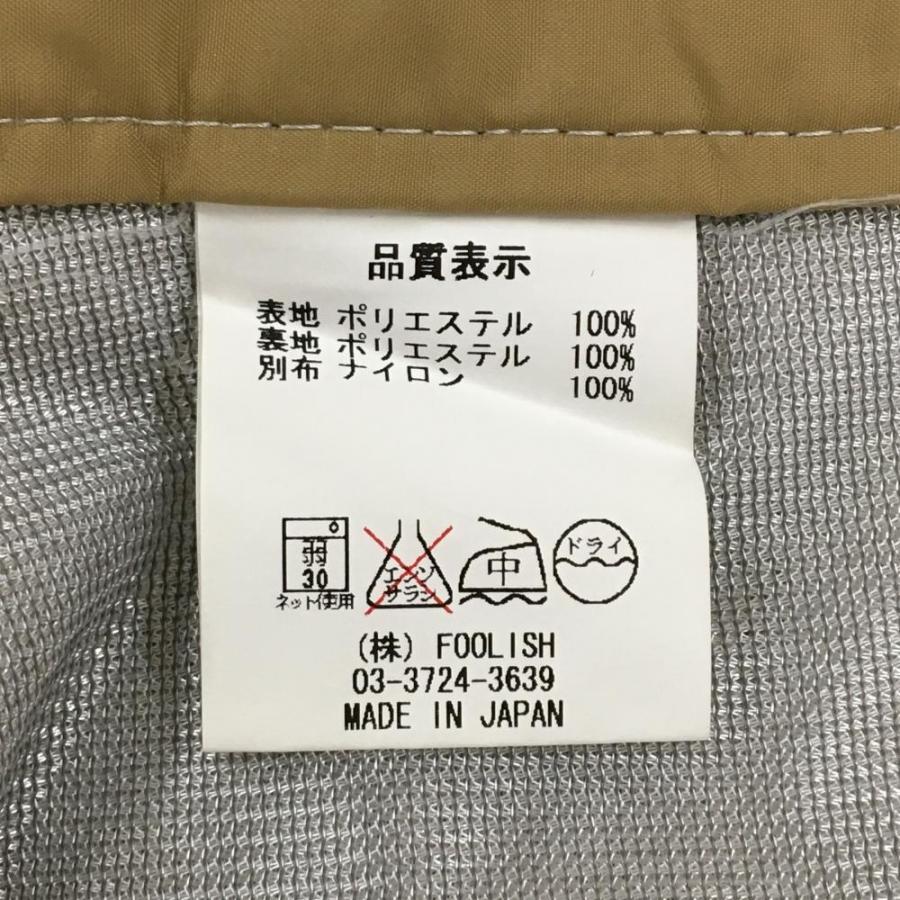 品質表示
表地 ポリエステル 100%
裏地 ポリエステル 100%
別布 ナイロン 100%
弱
30
ネット使用
エンソ
サラシ
中
ドライ
(株) FOOLISH
03-3724-3639
MADE IN JAPAN